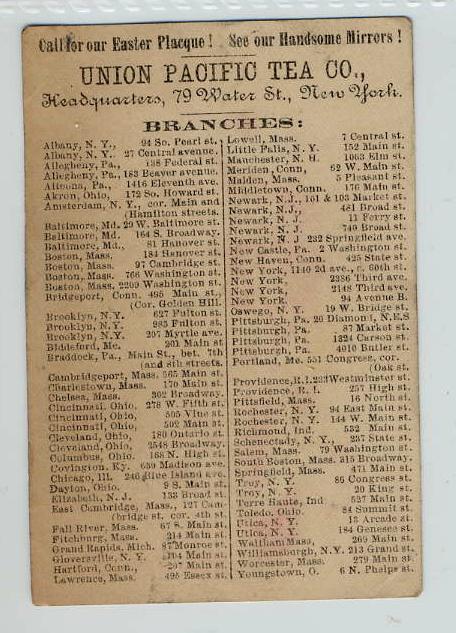 Call for our Easter Placque! See our Handsome Mirrors!
UNION PACIFIC TEA CO.,
Headquarters, 79 Water St., New York.
BRANCHES:
Albany, N. Y., 94 So. Pearl st.
Albany, N. Y. 27 Central avenue.
Allegheny, Pa., 138 Federal st.
Allegheny, Pa., 183 Beaver avenue.
Altoona, Pa., 1416 Eleventh ave.
Akron, Ohio, 172 So. Howard st.
Amsterdam, N. Y., cor. Main and
(Hamilton streets.
Baltimore, Md. 29 W. Baltimore st.
Baltimore, Md. 164 S. Broadway.
Baltimore, Md., 81 Hanover st.
Boston, Mass. 184 Hanover st.
Boston, Mass. 97 Cambridge st.
Boston, Mass. 766 Washington st.
Boston, Mass. 2209 Washington st.
Bridgeport, Conn. 495 Main st.,
(Cor. Golden Hill.
Brooklyn, N.Y. 627 Fulton st.
Brooklyn, N.Y. 985 Fulton st.
Brooklyn, N.Y. 207 Myrtle ave.
Biddeford, Me. 201 Main st
Braddock, Pa., Main St., bet. 7th
(and 8th streets.
Cambridgeport, Mass. 565 Main st.
Charlestown, Mass. 170 Main st.
Chelsea, Mass. 302 Broadway.
Cincinnati, Ohio, 278 W. Fifth st.
Cincinnati, Ohio, 505 Vine st.
Cincinnati, Ohio, 502 Main st.
Cleveland, Ohio, 180 Ontario st.
Cleveland, Ohio, 2548 Broadway.
Columbus, Ohio. 168 N. High st.
Covington, Ky. 639 Madison ave.
Chicago, Ill. 246 Blue Island ave.
Dayton, Ohio. 9 S. Main st.
Elizabeth, N. J. 133 Broad st.
East Cambridge, Mass., 127 Cam-
(bridge st. cor. 4th st.
Fall River, Mass. 67 S. Main st.
Fitchburg, Mass. 214 Main st.
Grand Rapids, Mich. 87 Monroe st.
Gloversville, N. Y. Main st.
Hartford, Conn., 267 Main st.
Lawrence, Mass. 495 Essex st.
Lowell, Mass. 7 Central st.
Little Falls, N. Y. 152 Main st.
Manchester, N. H. 1063 Elm st.
Meriden, Conn, 62 W. Main st.
Malden, Mass. 5 Pleasant st.
Middletown, Conn. 176 Main st.
Newark, N.J., 101 & 103 Market st.
Newark, N. J., 481 Broad st.
Newark, N. J. 11 Ferry st.
Newark, N. J. 740 Broad st.
Newark, N. J 232 Springfield ave.
New Castle, Pa. 2 Washington st.
New Haven, Conn. 425 State st.
New York, 1140 2d ave., c. 60th st.
New York, 2386 Third ave.
New York, 2148 Third ave.
New York. 94 Avenue B.
Oswego, N. Y. 19 W. Bridge st.
Pittsburgh, Pa. 26 Diamond, N.E.S
Pittsburg, Pa. 87 Market st.
Pittsburg, Pa. 1324 Carson st.
Pittsburg, Pa. 4010 Butler st.
Portland, Me. 551 Congress, cor.
(Oak st.
Providence, R.I. 233 Westminster st.
Providence, R. I. 257 High st.
Pittsfield, Mass. 16 North st.
Rochester, N. Y. 94 East Main st.
Rochester, N. Y. 144 W. Main st.
Richmond, Ind. 532 Main st.
Schenectady, N. Y., 237 State st.
Salem, Mass. 79 Washington st.
South Boston, Mass. 315 Broadway.
Springfield, Mass. 471 Main st.
Troy, N. Y. 86 Congress st.
Troy, N. Y. 20 King st.
Terre Haute, Ind 527 Main st.
Toledo, Ohio. 84 Summit st.
Utica, N. Y. 13 Arcade st.
Utica, N. Y. 184 Genesee st.
Waltham Mass, 269 Main st.
Williamsburgh, N.Y. 213 Grand st.
Worcester, Mass. 279 Main st.
Youngstown, O. 6 N. Phelps st.